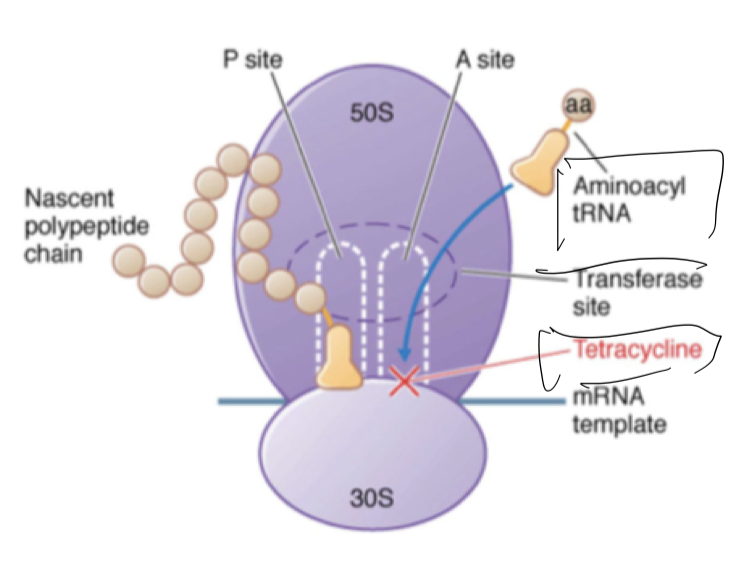 P site
A site
50S
aa
Nascent
polypeptide
chain
Aminoacyl
tRNA
Transferase
site
Tetracycline
mRNA
template
30S